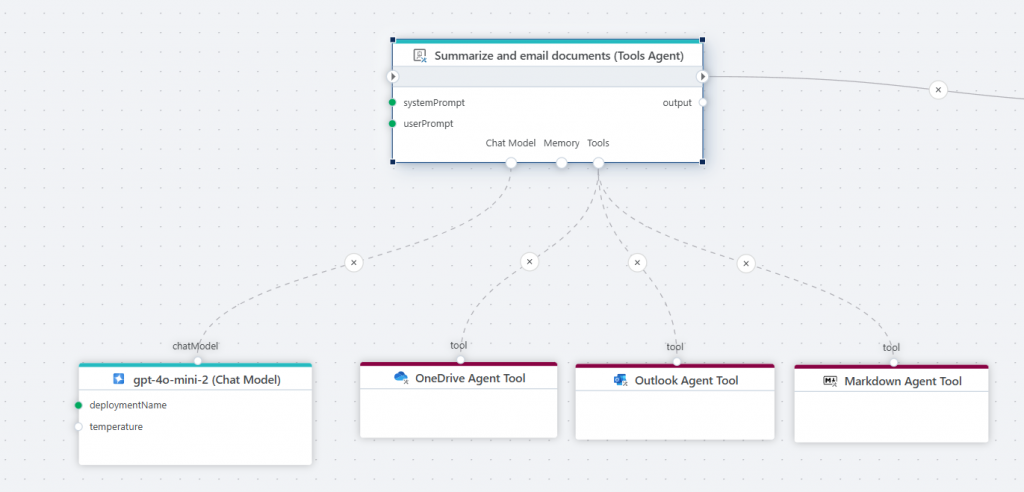 Summarize and email documents (Tools Agent)
systemPrompt
output
userPrompt
Chat Model Memory Tools
chatModel
tool
tool
tool
gpt-4o-mini-2 (Chat Model)
OneDrive Agent Tool
Outlook Agent Tool
Markdown Agent Tool
deploymentName
temperature